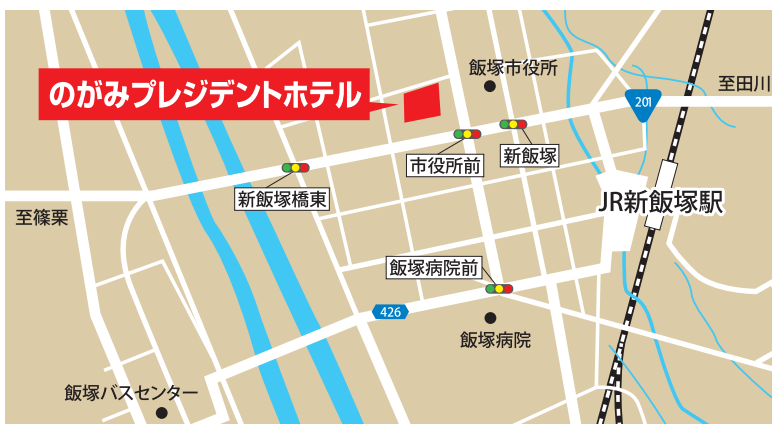 飯塚市役所
至田川
のがみプレジデントホテル
201
市役所前
新飯塚
新飯塚橋東
至篠栗
JR新飯塚駅
飯塚病院前
426
飯塚病院
飯塚バスセンター